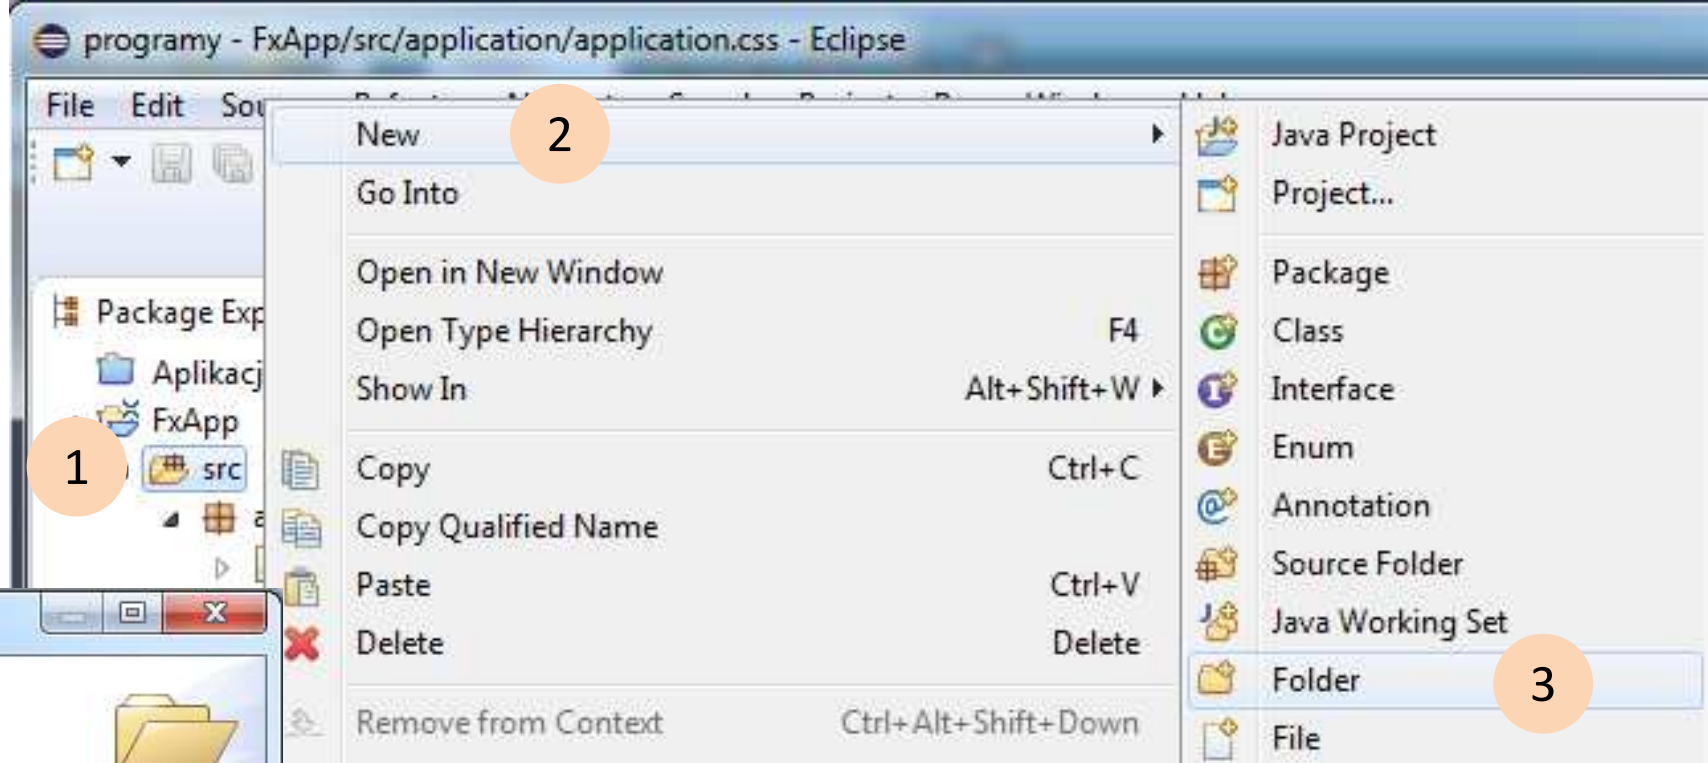 programy - FxApp/src/application/application.css - Eclipse
File Edit
New 2
Go Into
Open in New Window
Open Type Hierarchy F4
Show In Alt+Shift+W
Copy Ctrl+C
Copy Qualified Name
Paste Ctrl+V
Delete Delete
Remove from Context Ctrl+Alt+Shift+Down
Java Project
Project...
Package
Class
Interface
Enum
Annotation
Source Folder
Java Working Set
Folder 3
File
Package Exp
Aplikacj
FxApp
1 src